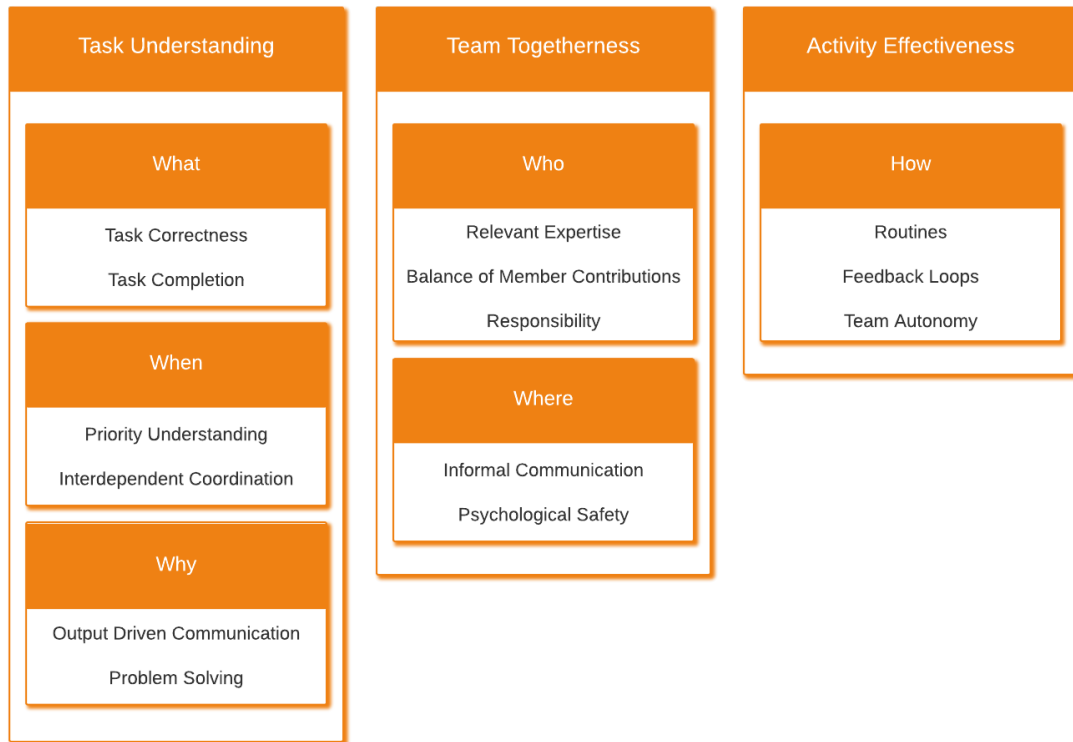 Task Understanding
What
Task Correctness
Task Completion
When
Priority Understanding
Interdependent Coordination
Why
Output Driven Communication
Problem Solving
Team Togetherness
Who
Relevant Expertise
Balance of Member Contributions
Responsibility
Where
Informal Communication
Psychological Safety
Activity Effectiveness
How
Routines
Feedback Loops
Team Autonomy